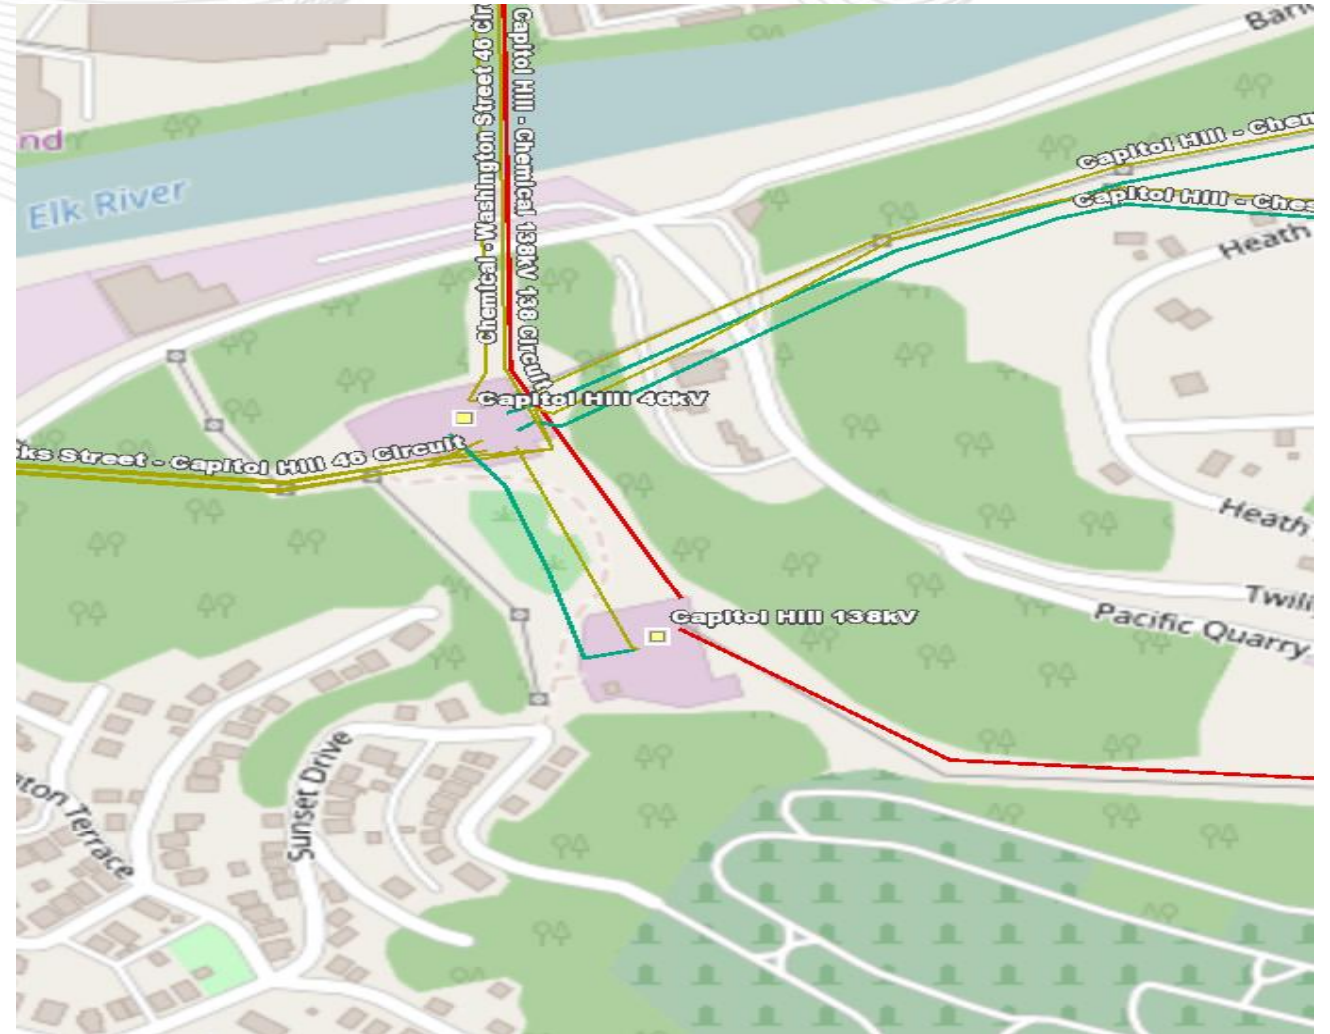 Chemical - Washington Street 46 Cir
Capitol Hill - Chemical 138kV 138 Circuit
nd
Elk River
Capitol Hill - Chem
Capitol Hill - Ches
Heath
Capitol Hill 46kV
ks Street - Capitol Hill 46 Circuit
Heath
Twili
Pacific Quarry
Capitol Hill 138kV
Sunset Drive
ton Terrace